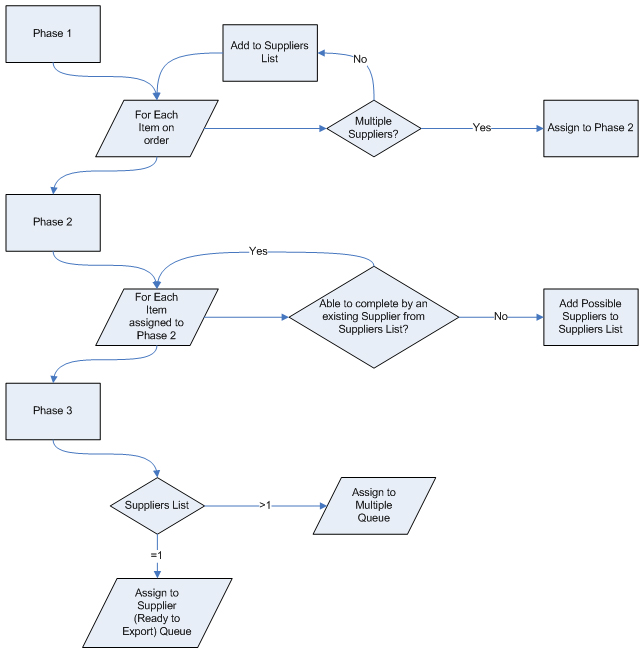 Phase 1
Add to Suppliers
List
No
For Each
Item on
order
Multiple
Suppliers?
Yes
Assign to Phase 2
Phase 2
Yes
For Each
Item
assigned to
Phase 2
Able to complete by an
existing Supplier from
Suppliers List?
No
Add Possible
Suppliers to
Suppliers List
Phase 3
Suppliers List
>1
Assign to
Multiple
Queue
=1
Assign to
Supplier
(Ready to
Export) Queue